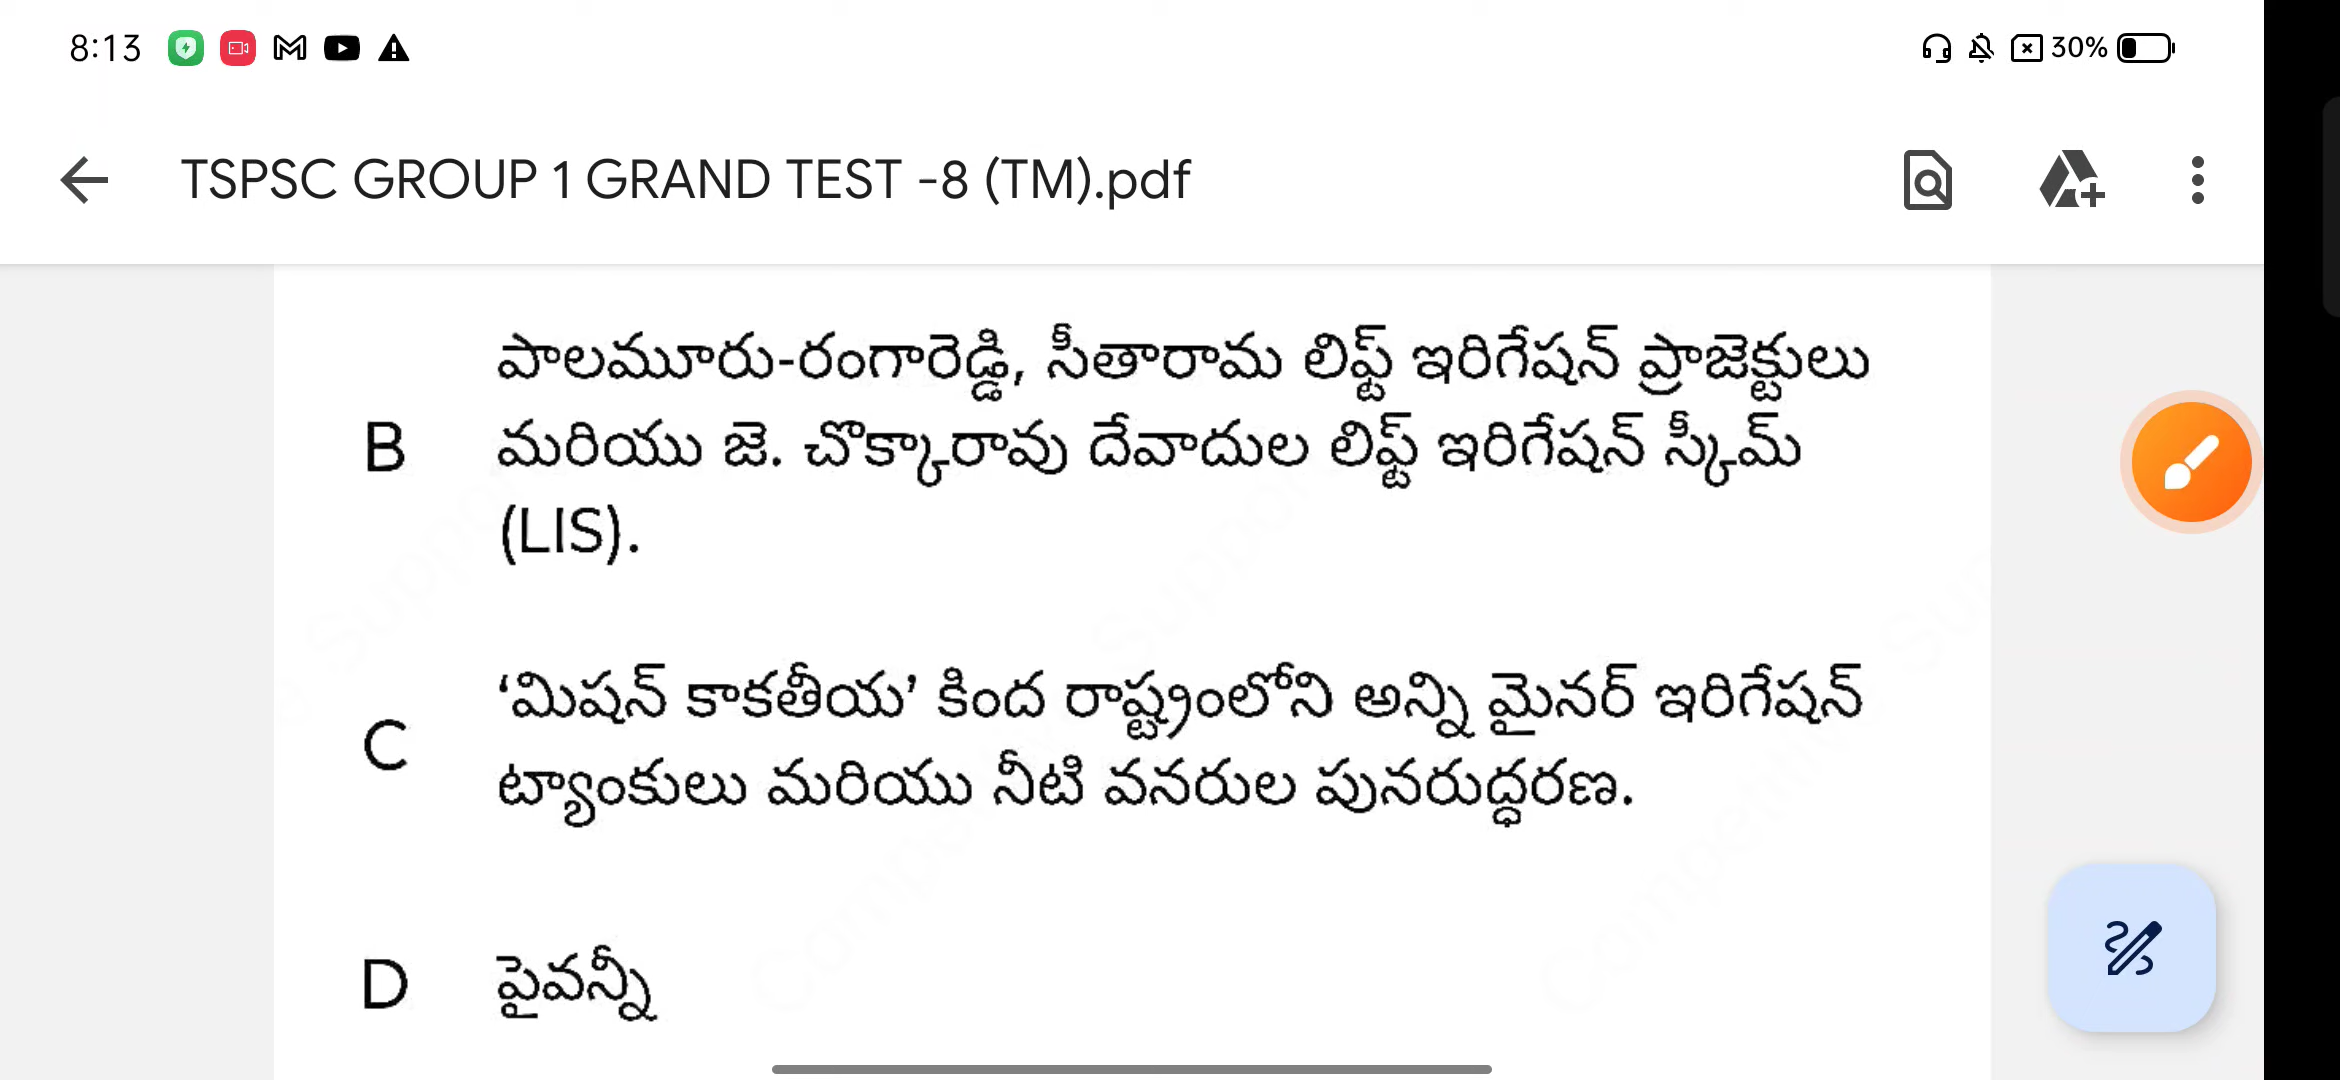 8:13
30%
TSPSC GROUP 1 GRAND TEST -8 (TM).pdf
పాలమూరు-రంగారెడ్డి, సీతారామ లిఫ్ట్ ఇరిగేషన్ ప్రాజెక్టులు
B మరియు జె. చొక్కారావు దేవాదుల లిఫ్ట్ ఇరిగేషన్ స్కీమ్
(LIS).
‘మిషన్ కాకతీయ’ కింద రాష్ట్రంలోని అన్ని మైనర్ ఇరిగేషన్
C ట్యాంకులు మరియు నీటి వనరుల పునరుద్ధరణ.
D పైవన్నీ